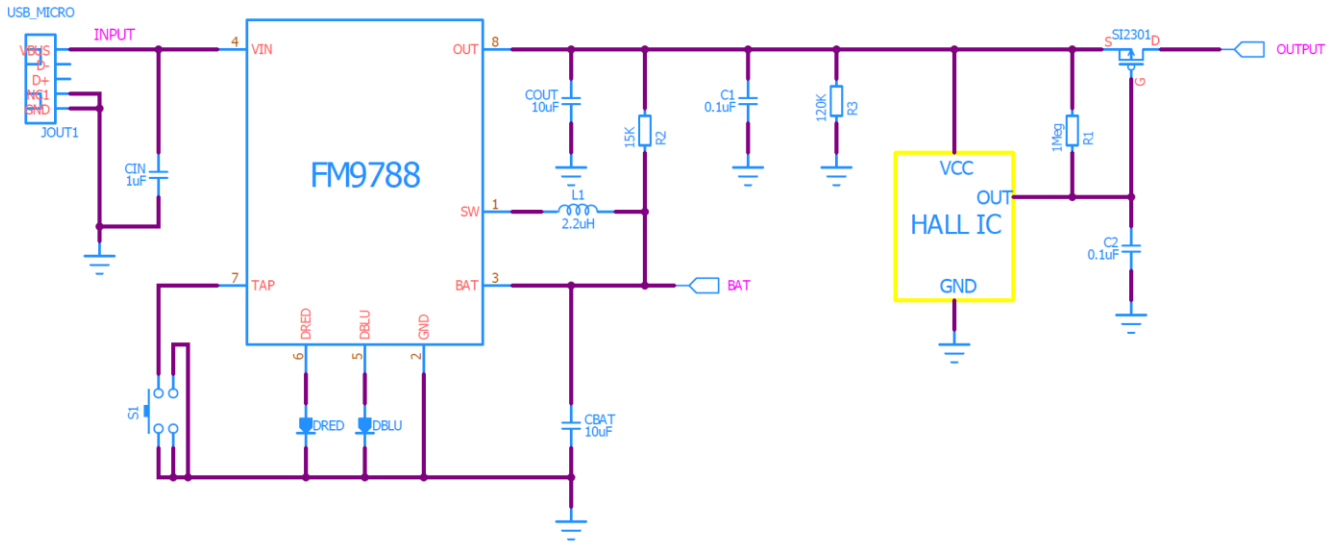 USB_MICRO
INPUT
VBUS
D-
D+
GND
JOUT1
CIN
1uF
4
VIN
OUT
8
FM9788
SW
1
L1
2.2uH
7
TAP
BAT
3
BAT
DRED
DBLU
GND
6
5
2
S1
DRED
DBLU
CBAT
10uF
COUT
10uF
15K
R2
C1
0.1uF
120K
R3
VCC
OUT
HALL IC
GND
1Meg
R1
SI2301
S
D
G
OUTPUT
C2
0.1uF